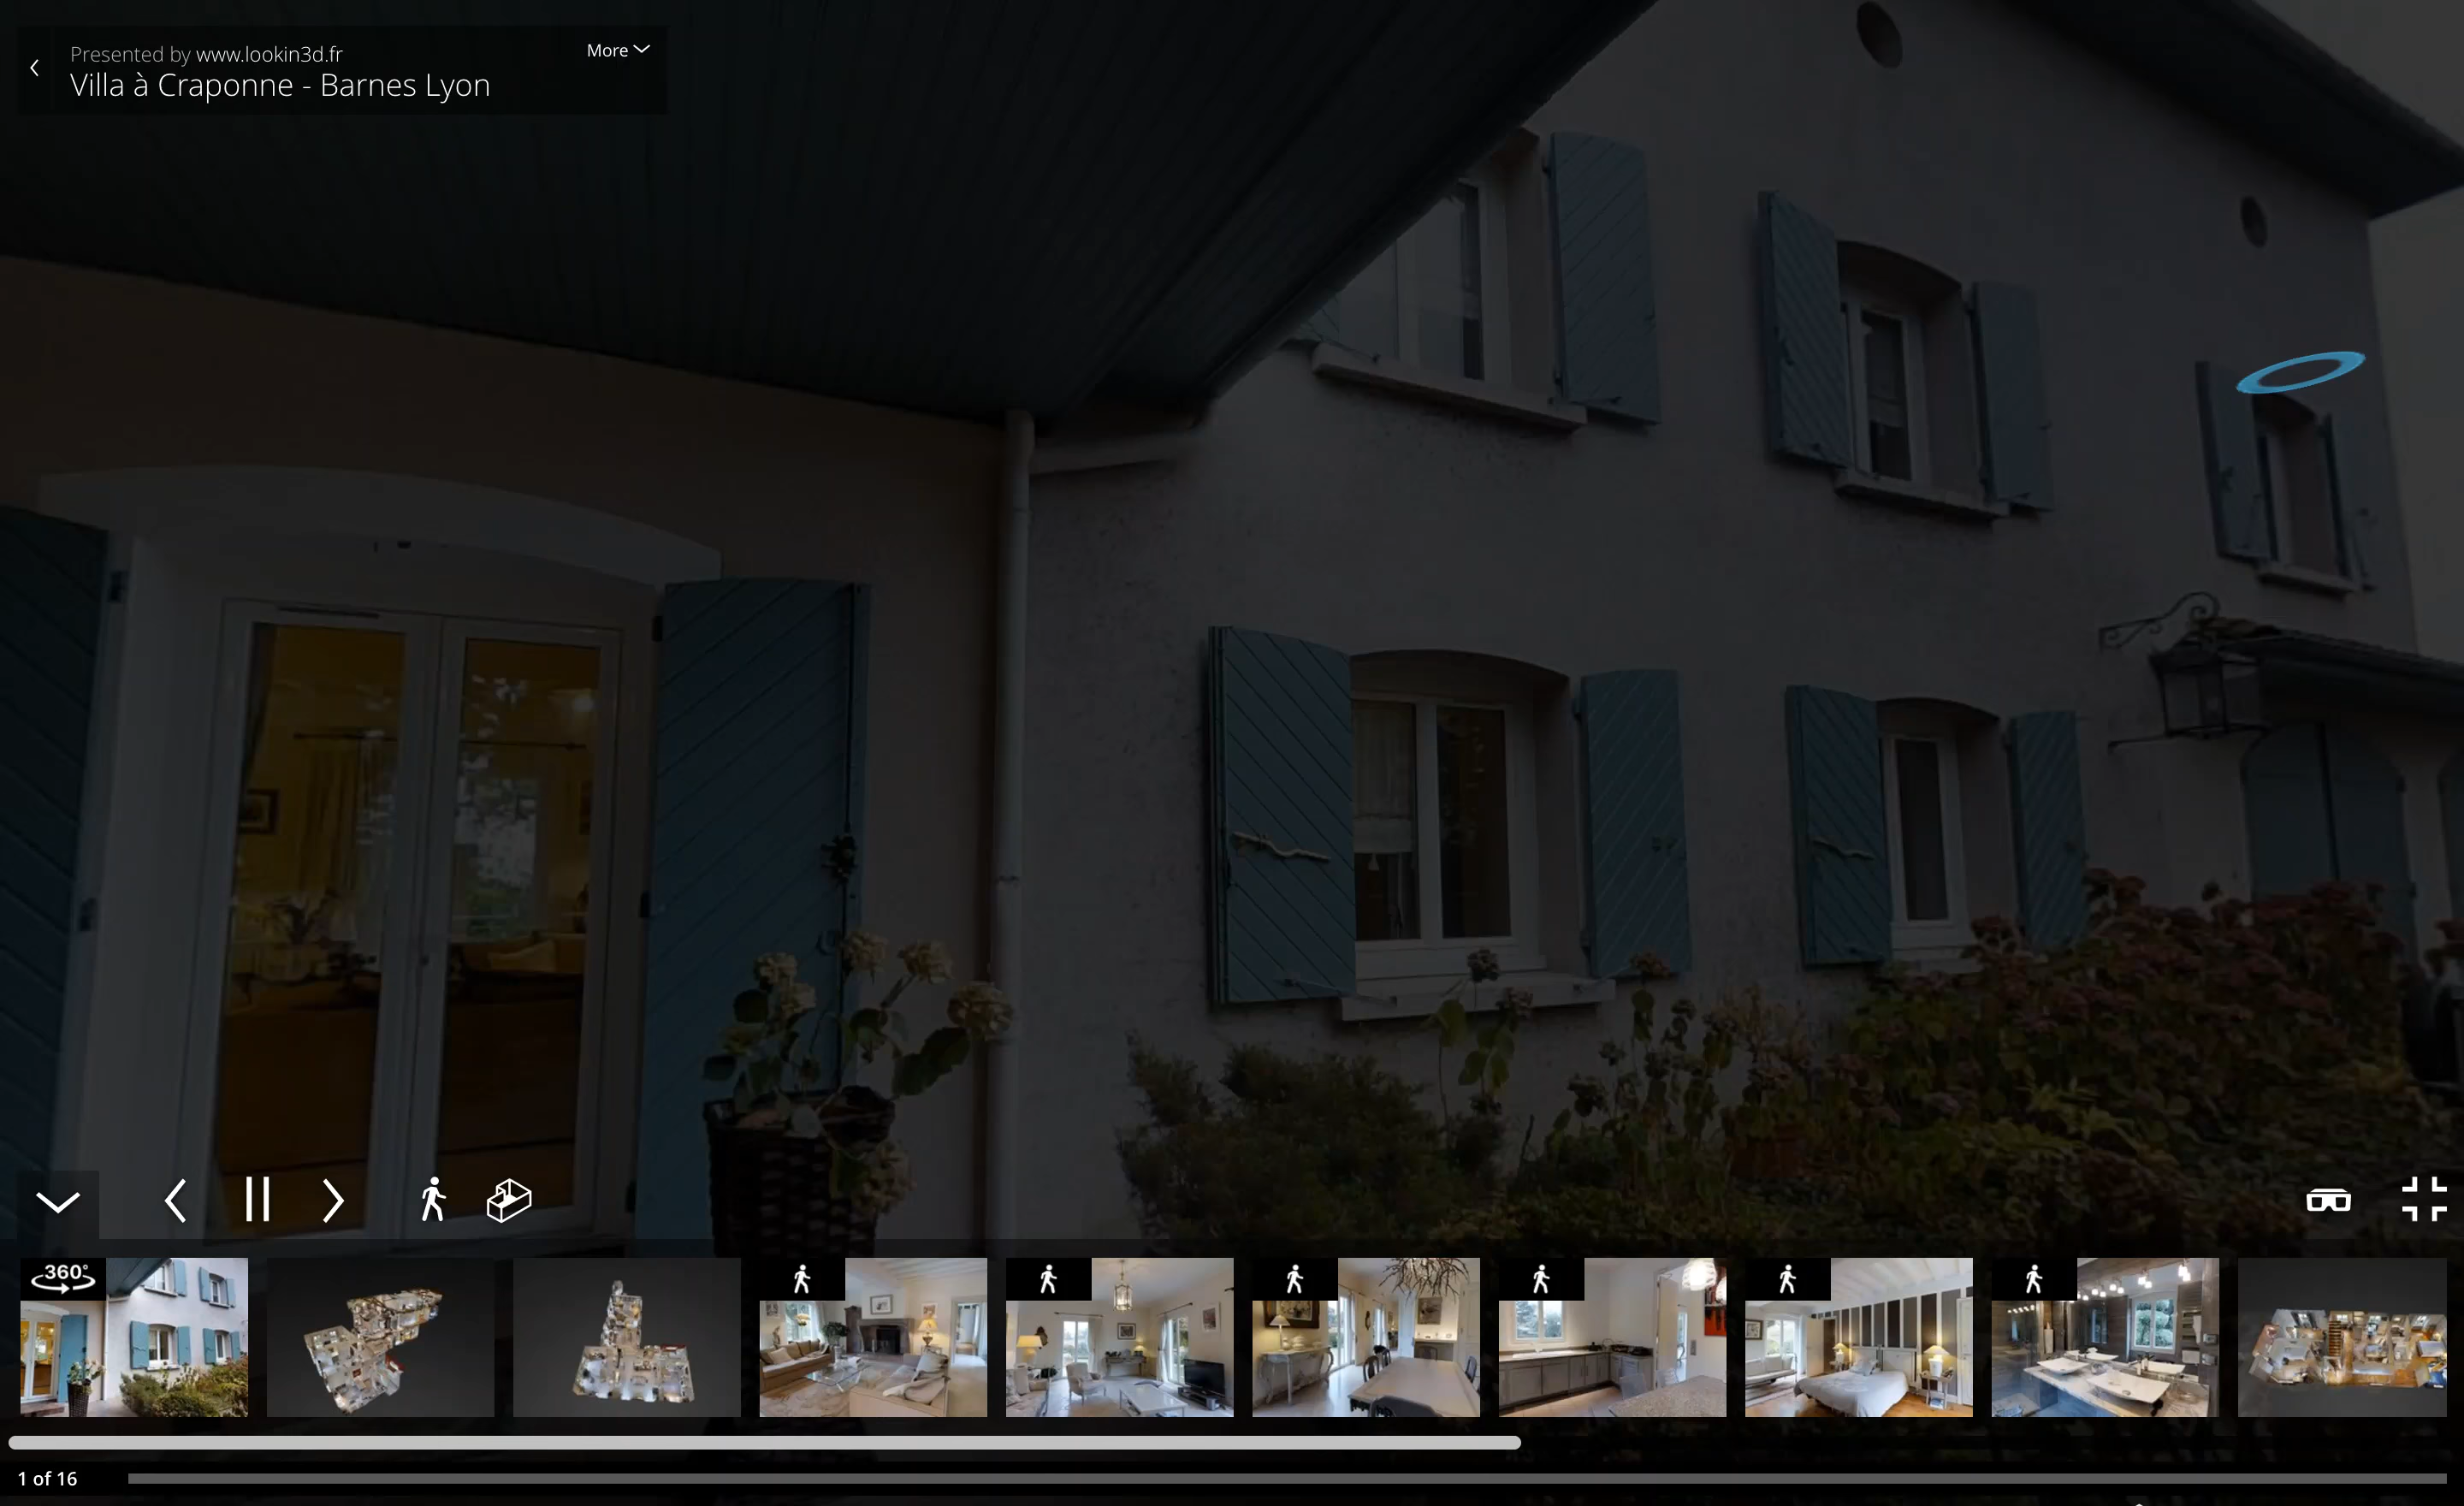 Presented by www.lookin3d.fr
More
Villa à Craponne - Barnes Lyon
360°
1 of 16